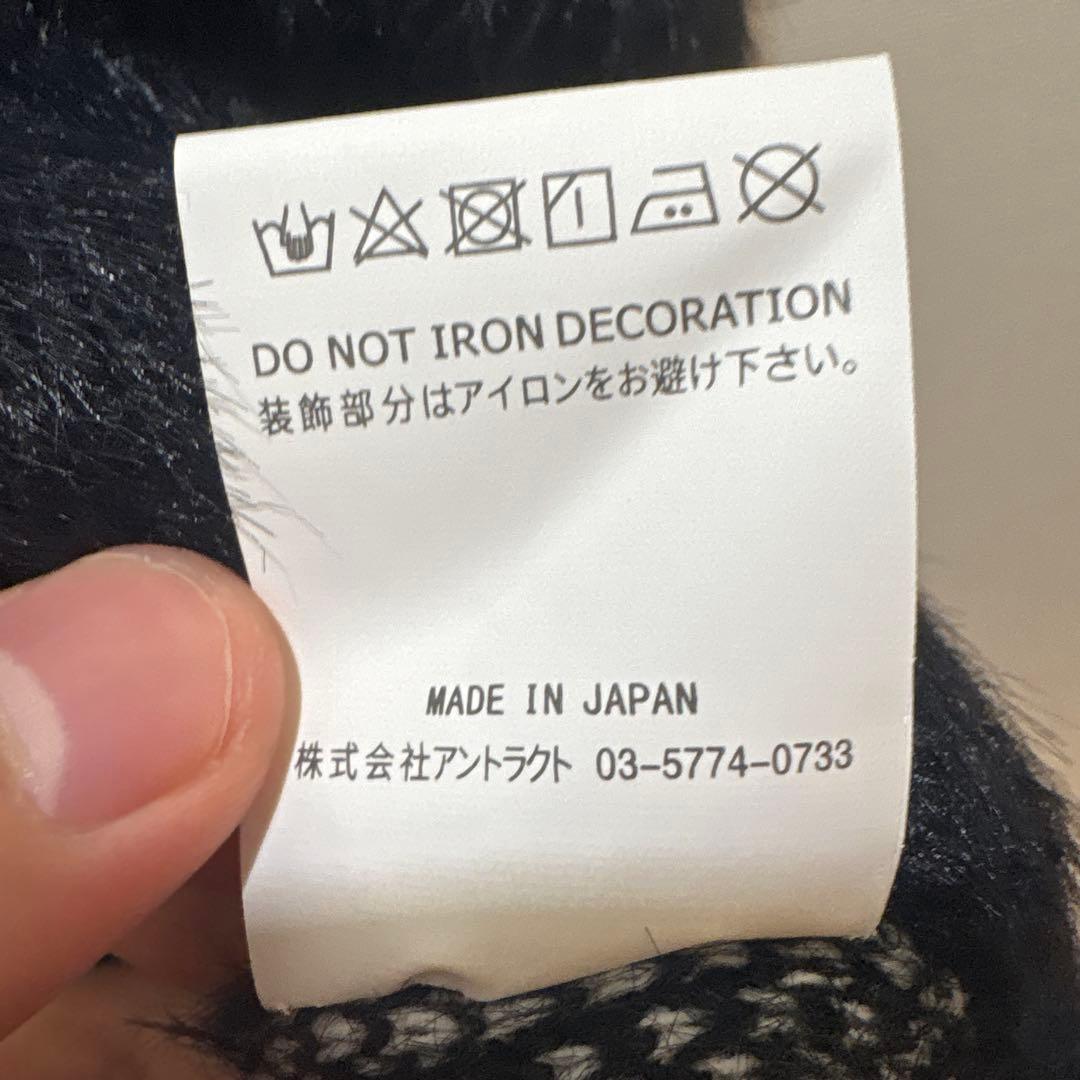 DO NOT IRON DECORATION
装飾部分はアイロンをお避け下さい。
MADE IN JAPAN
株式会社アントラクト 03-5774-0733